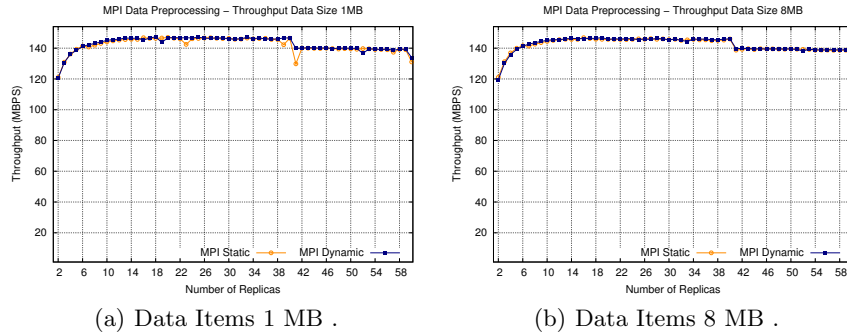 MPI Data Preprocessing − Throughput Data Size 1MB
Throughput (MBPS)
140
120
100
80
60
40
20
MPI Static
MPI Dynamic
2 6 10 14 18 22 26 30 34 38 42 46 50 54 58
Number of Replicas
(a) Data Items 1 MB .
MPI Data Preprocessing − Throughput Data Size 8MB
Throughput (MBPS)
140
120
100
80
60
40
20
MPI Static
MPI Dynamic
2 6 10 14 18 22 26 30 34 38 42 46 50 54 58
Number of Replicas
(b) Data Items 8 MB .